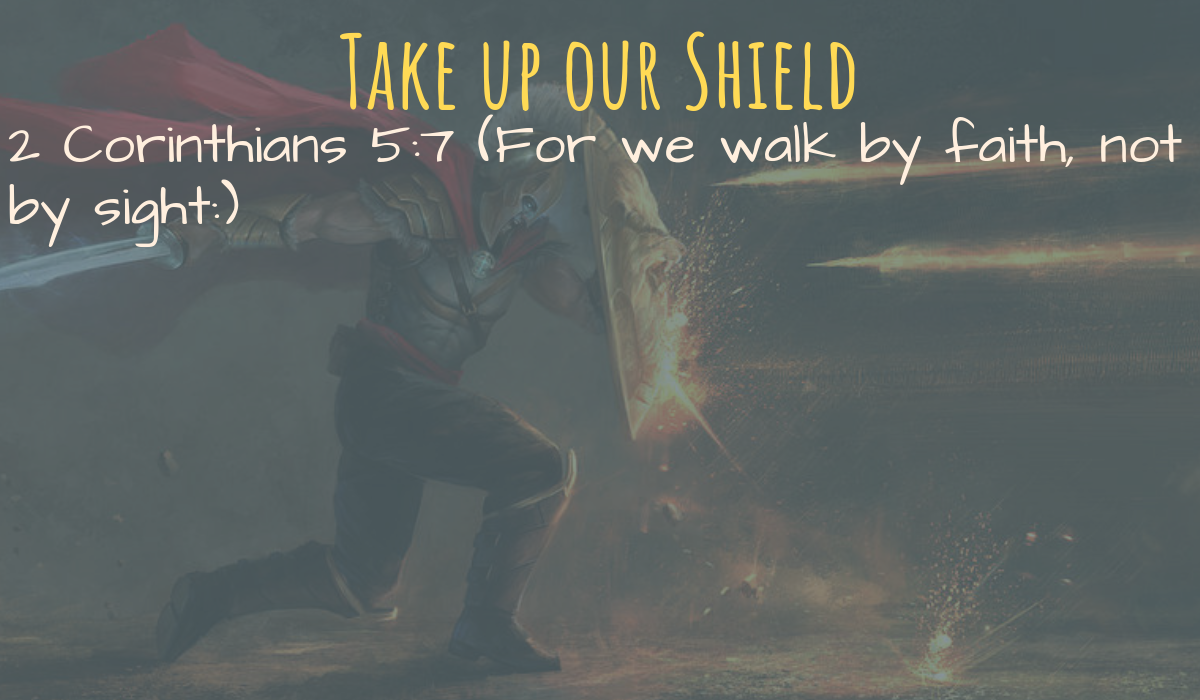 Take up our Shield
2 Corinthians 5:7 (For we walk by faith, not
by sight:)